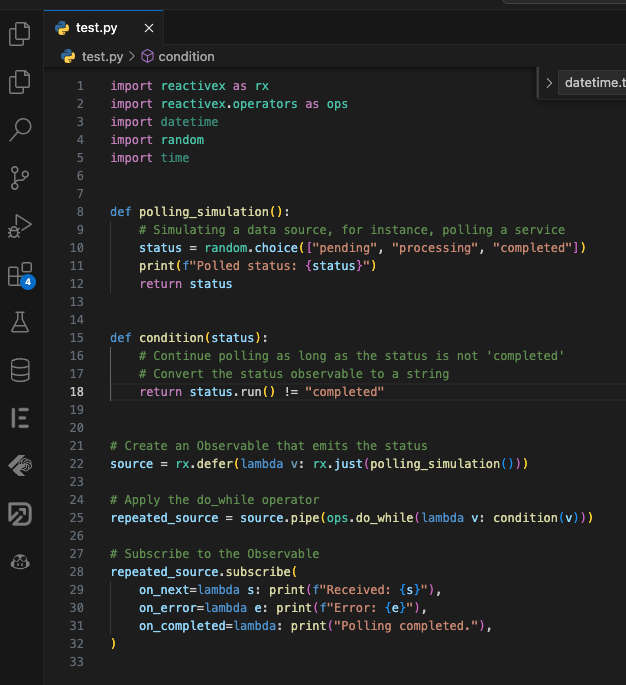 test.py ×
test.py > condition
> datetime.t
1 import reactivex as rx
2 import reactivex.operators as ops
3 import datetime
4 import random
5 import time
6
7
8 def polling_simulation():
9     # Simulating a data source, for instance, polling a service
10     status = random.choice(["pending", "processing", "completed"])
11     print(f"Polled status: {status}")
12     return status
13
14
15 def condition(status):
16     # Continue polling as long as the status is not 'completed'
17     # Convert the status observable to a string
18     return status.run() != "completed"
19
20
21 # Create an Observable that emits the status
22 source = rx.defer(lambda v: rx.just(polling_simulation()))
23
24 # Apply the do_while operator
25 repeated_source = source.pipe(ops.do_while(lambda v: condition(v)))
26
27 # Subscribe to the Observable
28 repeated_source.subscribe(
29     on_next=lambda s: print(f"Received: {s}"),
30     on_error=lambda e: print(f"Error: {e}"),
31     on_completed=lambda: print("Polling completed."),
32 )
33
4